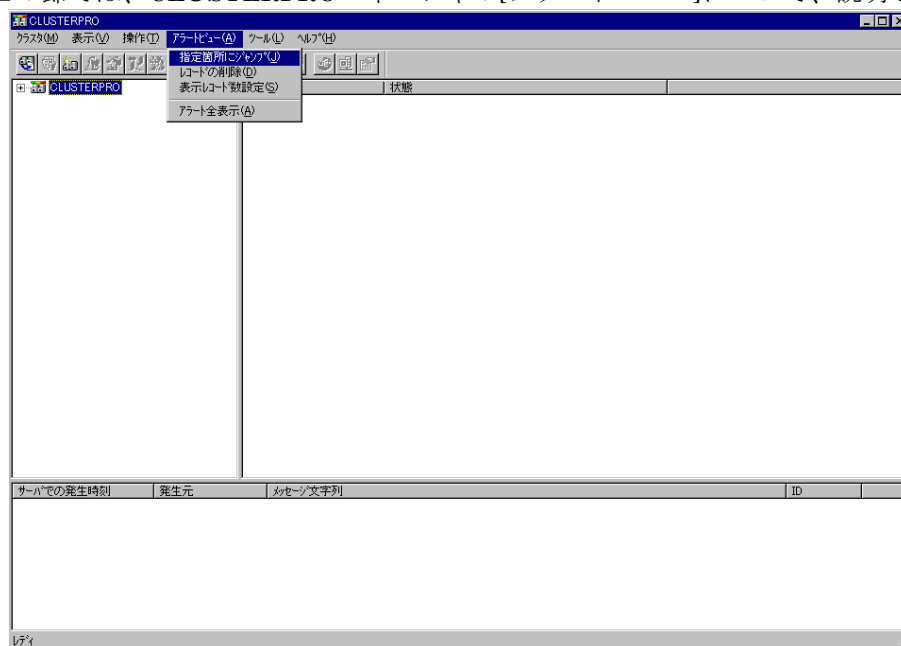 CLUSTERPRO
クラスタ(M) 表示(V) 操作(T) アラートビュー(A) ツール(L) ヘルプ(H)
指定箇所にジャンプ(J)
レコードの削除(D)
表示レコード数設定(S)
アラート全表示(A)
CLUSTERPRO
状態
サーバでの発生時刻 発生元 メッセージ文字列 ID
レディ